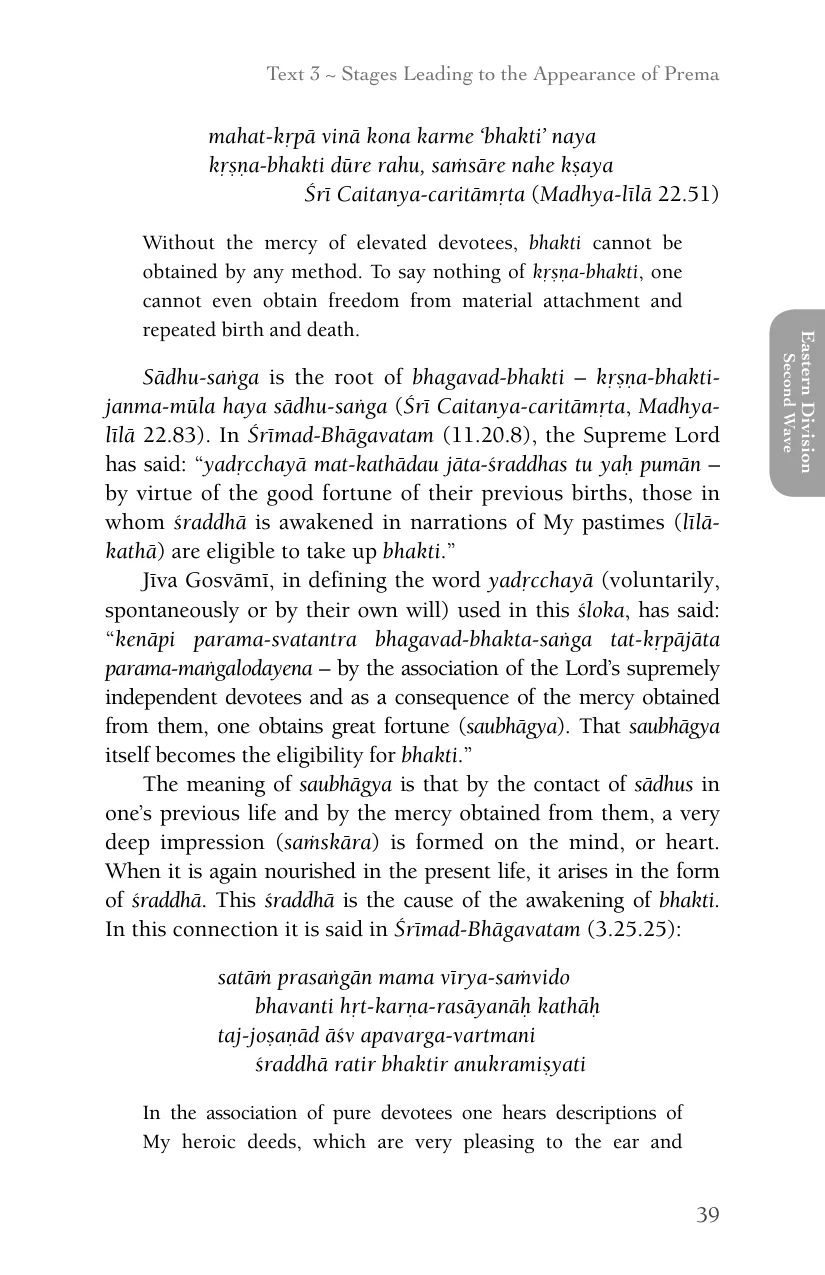 Text 3 ~ Stages Leading to the Appearance of Prema
mahat-kṛpā vinā kona karme ‘bhakti’ naya
kṛṣṇa-bhakti dūre rahu, saṁsāre nahe kṣaya
Śrī Caitanya-caritāmṛta (Madhya-līlā 22.51)
Without the mercy of elevated devotees, bhakti cannot be
obtained by any method. To say nothing of kṛṣṇa-bhakti, one
cannot even obtain freedom from material attachment and
repeated birth and death.
Sādhu-saṅga is the root of bhagavad-bhakti – kṛṣṇa-bhakti-
janma-mūla haya sādhu-saṅga (Śrī Caitanya-caritāmṛta, Madhya-
līlā 22.83). In Śrīmad-Bhāgavatam (11.20.8), the Supreme Lord
has said: “yadṛcchayā mat-kathādau jāta-śraddhas tu yaḥ pumān –
by virtue of the good fortune of their previous births, those in
whom śraddhā is awakened in narrations of My pastimes (līlā-
kathā) are eligible to take up bhakti.”
Jīva Gosvāmī, in defining the word yadṛcchayā (voluntarily,
spontaneously or by their own will) used in this śloka, has said:
“kenāpi parama-svatantra bhagavad-bhakta-saṅga tat-kṛpājāta
parama-maṅgalodayena – by the association of the Lord’s supremely
independent devotees and as a consequence of the mercy obtained
from them, one obtains great fortune (saubhāgya). That saubhāgya
itself becomes the eligibility for bhakti.”
The meaning of saubhāgya is that by the contact of sādhus in
one’s previous life and by the mercy obtained from them, a very
deep impression (saṁskāra) is formed on the mind, or heart.
When it is again nourished in the present life, it arises in the form
of śraddhā. This śraddhā is the cause of the awakening of bhakti.
In this connection it is said in Śrīmad-Bhāgavatam (3.25.25):
satāṁ prasaṅgān mama vīrya-saṁvido
bhavanti hṛt-karṇa-rasāyanāḥ kathāḥ
taj-joṣaṇād āśv apavarga-vartmani
śraddhā ratir bhaktir anukramiṣyati
In the association of pure devotees one hears descriptions of
My heroic deeds, which are very pleasing to the ear and
39
Eastern Division
Second Wave